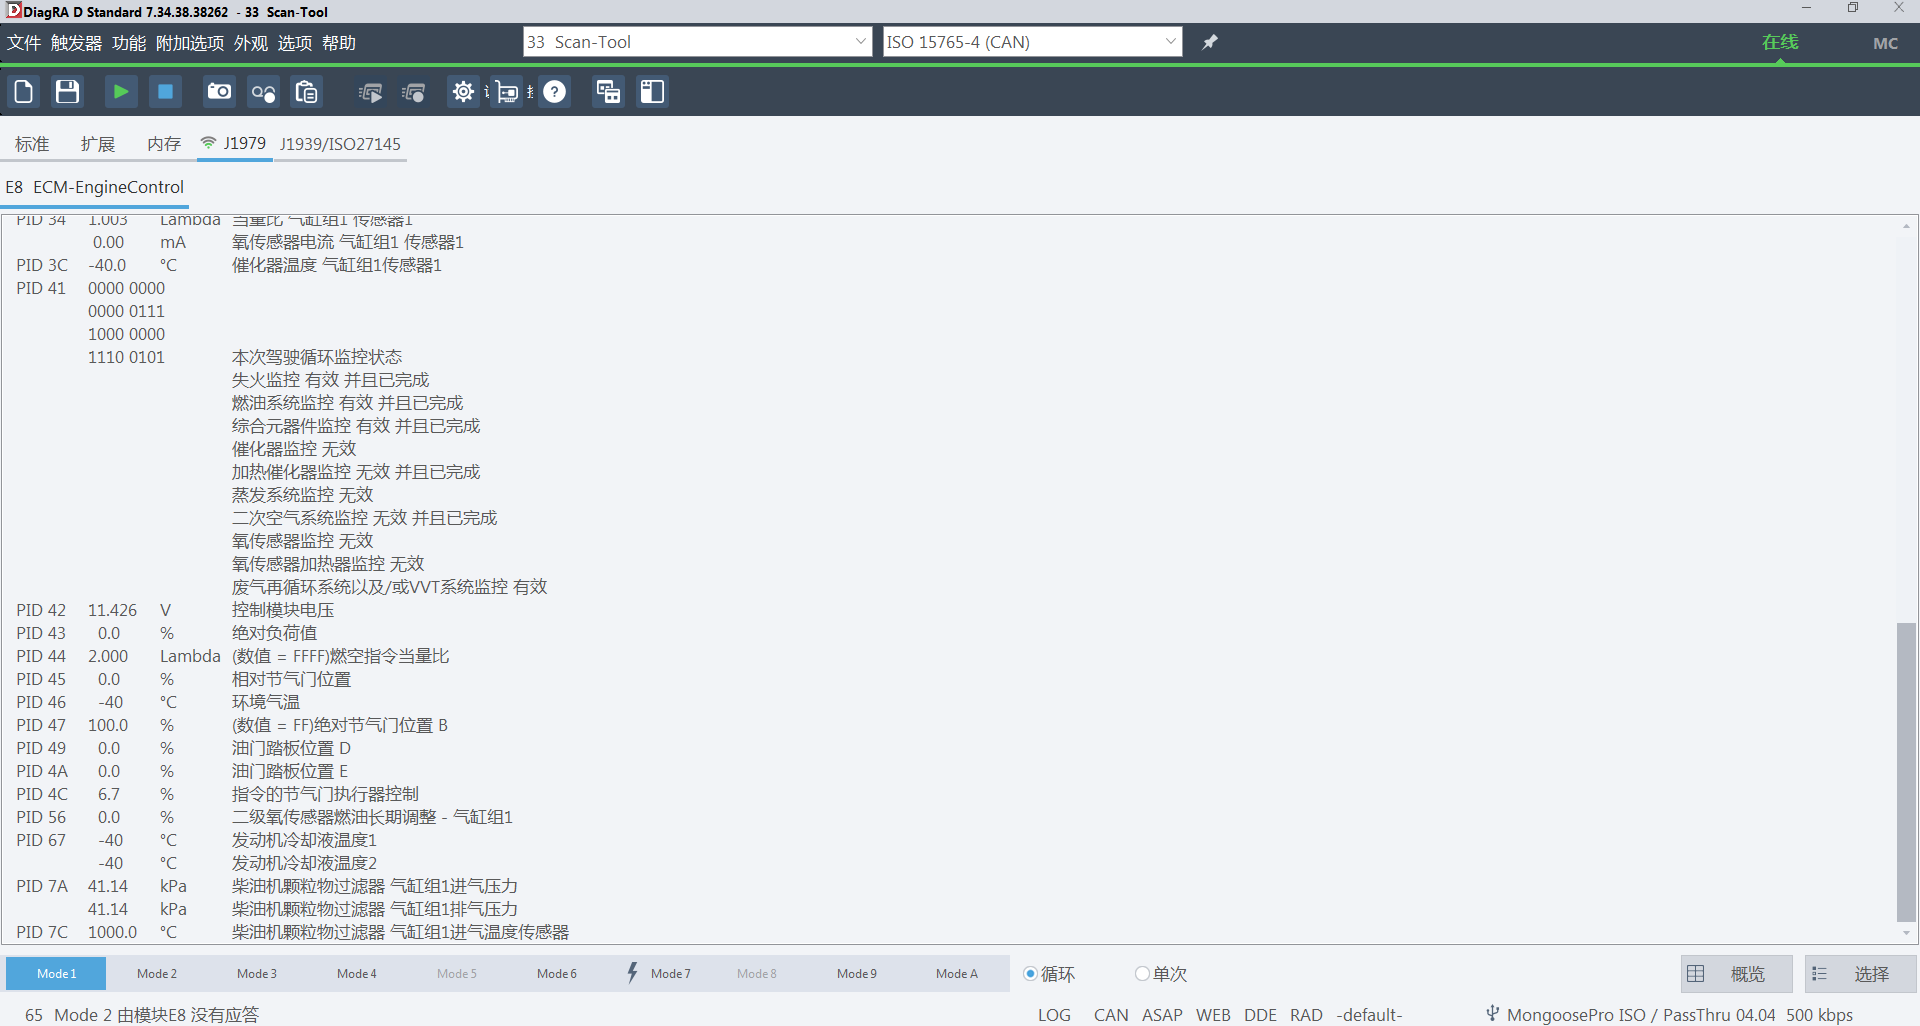 DiagRA D Standard 7.34.38.38262 - 33 Scan-Tool
文件 触发器 功能 附加选项 外观 选项 帮助 33 Scan-Tool ISO 15765-4 (CAN) 在线 MC
标准 扩展 内存 J1979 J1939/ISO27145
E8 ECM-EngineControl
PID 34 1.003 Lambda 当量比 气缸组1 传感器1
0.00 mA 氧传感器电流 气缸组1 传感器1
PID 3C -40.0 °C 催化器温度 气缸组1传感器1
PID 41 0000 0000
0000 0111
1000 0000
1110 0101 本次驾驶循环监控状态
失火监控 有效 并且已完成
燃油系统监控 有效 并且已完成
综合元器件监控 有效 并且已完成
催化器监控 无效
加热催化器监控 无效 并且已完成
蒸发系统监控 无效
二次空气系统监控 无效 并且已完成
氧传感器监控 无效
氧传感器加热器监控 无效
废气再循环系统以及/或VVT系统监控 有效
PID 42 11.426 V 控制模块电压
PID 43 0.0 % 绝对负荷值
PID 44 2.000 Lambda (数值 = FFFF)燃空指令当量比
PID 45 0.0 % 相对节气门位置
PID 46 -40 °C 环境气温
PID 47 100.0 % (数值 = FF)绝对节气门位置 B
PID 49 0.0 % 油门踏板位置 D
PID 4A 0.0 % 油门踏板位置 E
PID 4C 6.7 % 指令的节气门执行器控制
PID 56 0.0 % 二级氧传感器燃油长期调整 - 气缸组1
PID 67 -40 °C 发动机冷却液温度1
-40 °C 发动机冷却液温度2
PID 7A 41.14 kPa 柴油机颗粒物过滤器 气缸组1进气压力
41.14 kPa 柴油机颗粒物过滤器 气缸组1排气压力
PID 7C 1000.0 °C 柴油机颗粒物过滤器 气缸组1进气温度传感器
Mode 1 Mode 2 Mode 3 Mode 4 Mode 5 Mode 6 Mode 7 Mode 8 Mode 9 Mode A 循环 单次 概览 选择
65 Mode 2 由模块E8 没有应答 LOG CAN ASAP WEB DDE RAD -default- MongoosePro ISO / PassThru 04.04 500 kbps